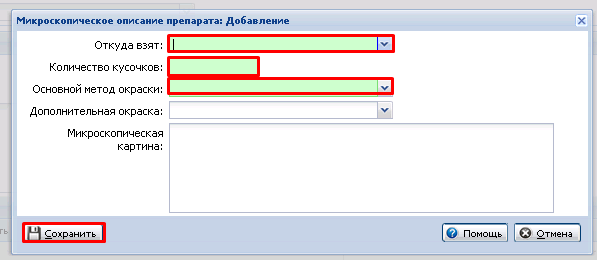 Микроскопическое описание препарата: Добавление
Откуда взят:
Количество кусочков:
Основной метод окраски:
Дополнительная окраска:
Микроскопическая
картина:
Сохранить Помощь Отмена